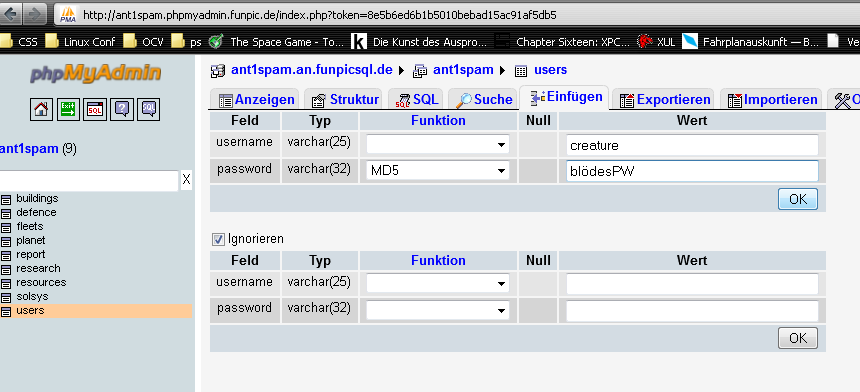 http://ant1spam.phpmyadmin.funpic.de/index.php?token=8e5b6ed6b1b5010bebad15ac91af5db5
CSS Linux Conf OCV ps The Space Game - To... Die Kunst des Auspro... Chapter Sixteen: XPC... XUL Fahrplanauskunft — B... Ve
phpMyAdmin
ant1spam.an.funpicsql.de ant1spam users
Anzeigen Struktur SQL Suche Einfügen Exportieren Importieren O
ant1spam (9)
X
buildings
defence
fleets
planet
report
research
resources
solsys
users
Feld Typ Funktion Null Wert
username varchar(25) creature
password varchar(32) MD5 blödesPW
OK
Ignorieren
Feld Typ Funktion Null Wert
username varchar(25)
password varchar(32)
OK